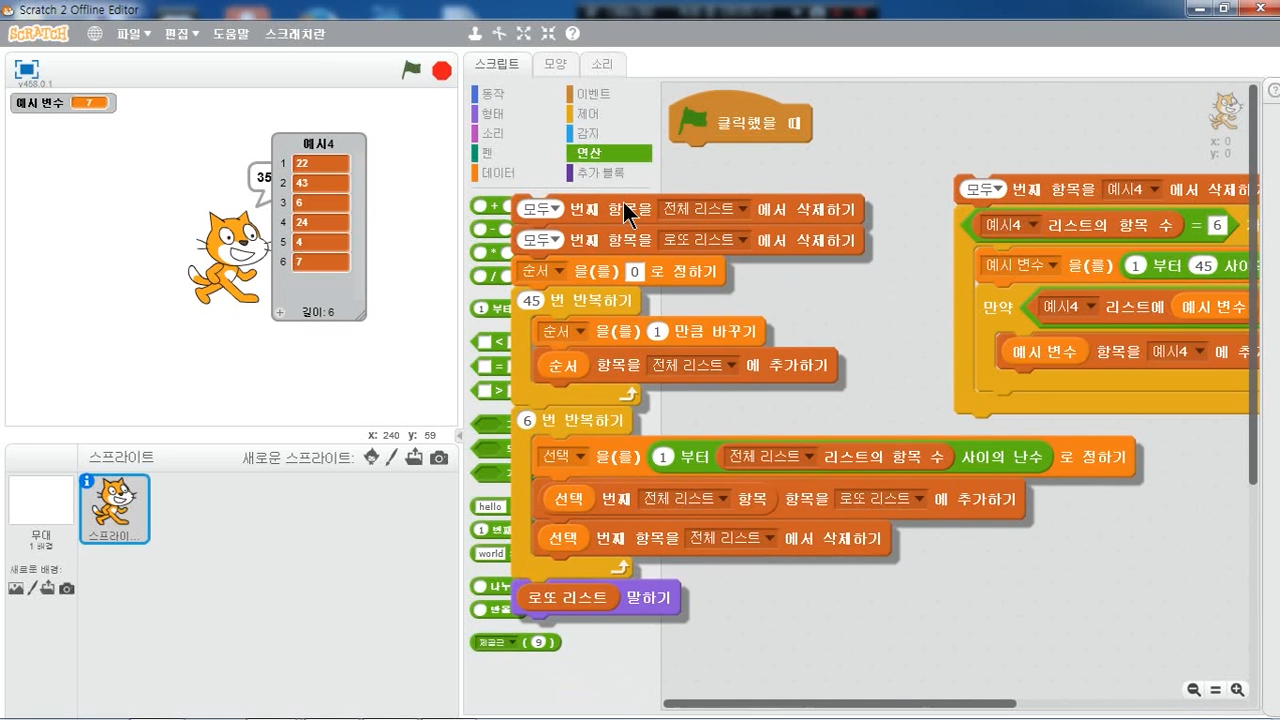 Scratch 2 Offline Editor
SCRATCH 파일▼ 편집▼ 도움말 스크래치란
v458.0.1
예시 변수 7
예시4
1 22
2 43
3 6
4 24
5 4
6 7
길이: 6
35
x: 240 y: 59
스프라이트 새로운 스프라이트:
스프라이...
무대
1 배경
새로운 배경:
스크립트 모양 소리
동작 이벤트
형태 제어
소리 감지
펜 연산
데이터 추가 블록
+
-
*
/
1 부터
<
=
>
hello
1 번째
world
나누
반올
제곱근 ( 9 )
클릭했을 때
모두 번째 항목을 전체 리스트 에서 삭제하기
모두 번째 항목을 로또 리스트 에서 삭제하기
순서 을(를) 0 로 정하기
45 번 반복하기
순서 을(를) 1 만큼 바꾸기
순서 항목을 전체 리스트 에 추가하기
6 번 반복하기
선택 을(를) 1 부터 전체 리스트 리스트의 항목 수 사이의 난수 로 정하기
선택 번째 전체 리스트 항목 항목을 로또 리스트 에 추가하기
선택 번째 항목을 전체 리스트 에서 삭제하기
로또 리스트 말하기
모두 번째 항목을 예시4 에서 삭제하
예시4 리스트의 항목 수 = 6
예시 변수 을(를) 1 부터 45 사이
만약 예시4 리스트에 예시 변수
예시 변수 항목을 예시4 에 추
x: 0
y: 0